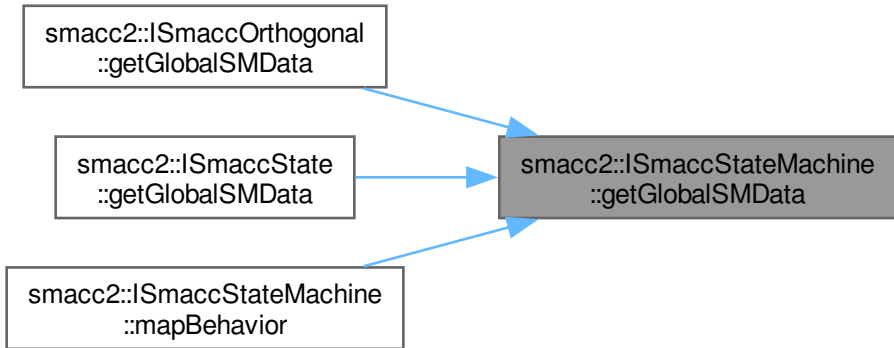 smacc2::ISmaccOrthogonal
::getGlobalSMData
smacc2::ISmaccState
::getGlobalSMData
smacc2::ISmaccStateMachine
::getGlobalSMData
smacc2::ISmaccStateMachine
::mapBehavior